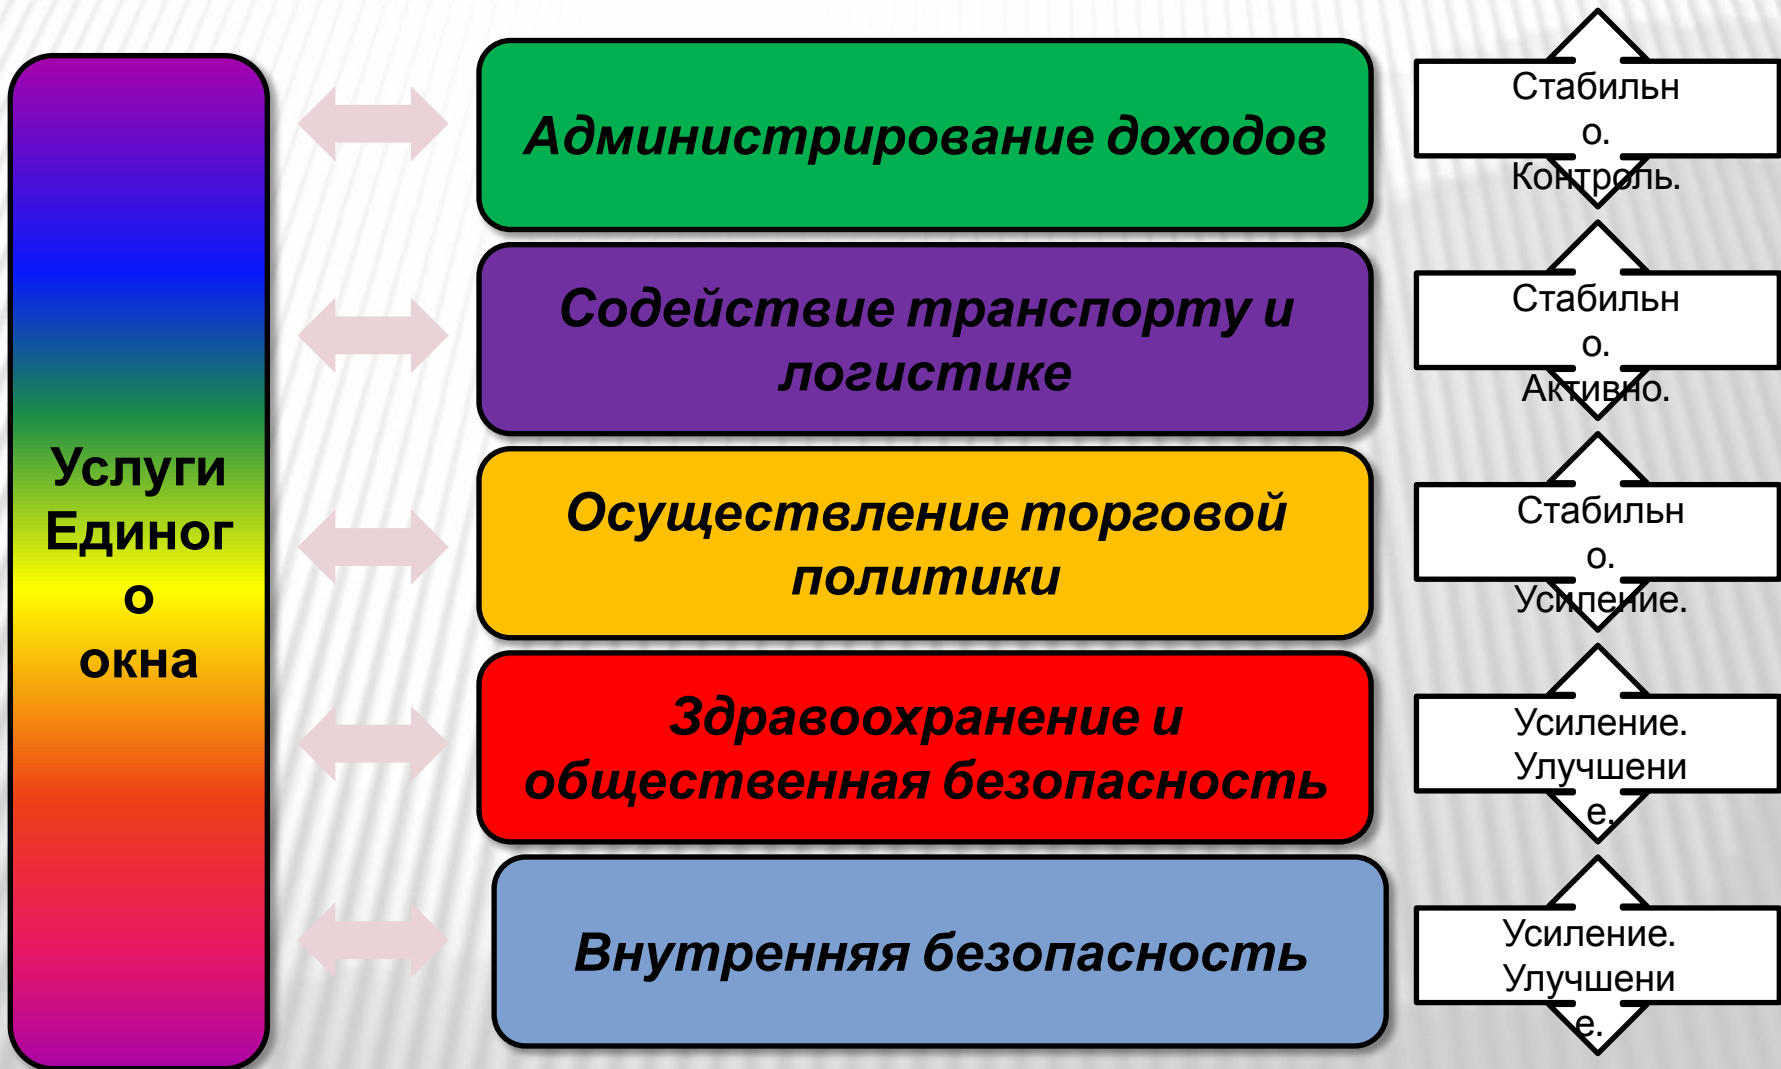 Услуги
Единог
о
окна
Администрирование доходов
Стабильн
о.
Контроль.
Содействие транспорту и
логистике
Стабильн
о.
Активно.
Осуществление торговой
политики
Стабильн
о.
Усиление.
Здравоохранение и
общественная безопасность
Усиление.
Улучшени
е.
Внутренняя безопасность
Усиление.
Улучшени
е.